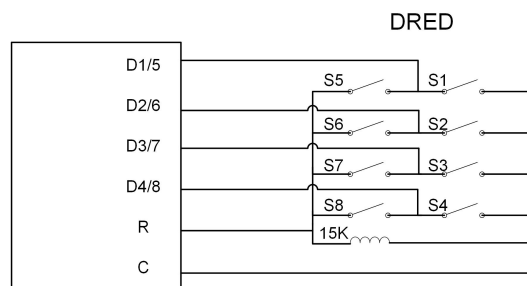 DRED
D1/5
S5 S1
D2/6
S6 S2
D3/7
S7 S3
D4/8
S8 S4
R
15K
C